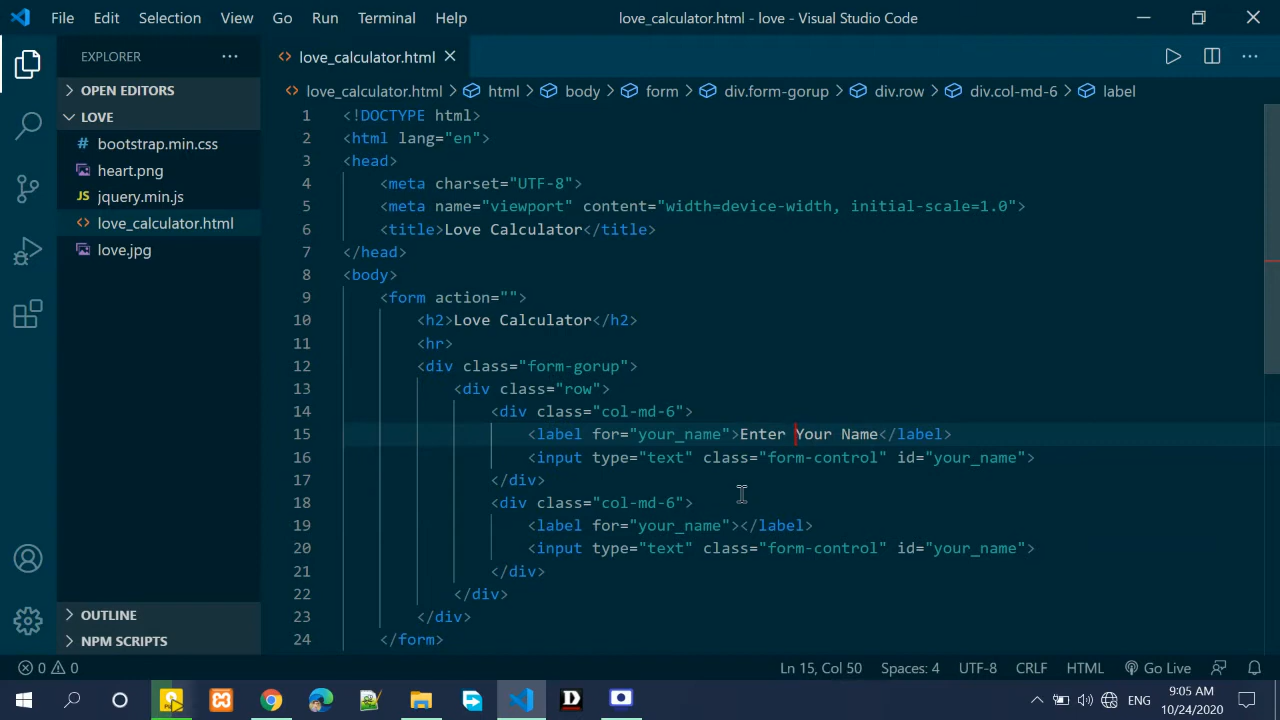 File Edit Selection View Go Run Terminal Help love_calculator.html - love - Visual Studio Code
EXPLORER
love_calculator.html
OPEN EDITORS
love_calculator.html > html > body > form > div.form-gorup > div.row > div.col-md-6 > label
LOVE
bootstrap.min.css
heart.png
JS jquery.min.js
love_calculator.html
love.jpg
OUTLINE
NPM SCRIPTS
1 <!DOCTYPE html>
2 <html lang="en">
3 <head>
4 <meta charset="UTF-8">
5 <meta name="viewport" content="width=device-width, initial-scale=1.0">
6 <title>Love Calculator</title>
7 </head>
8 <body>
9 <form action="">
10 <h2>Love Calculator</h2>
11 <hr>
12 <div class="form-gorup">
13 <div class="row">
14 <div class="col-md-6">
15 <label for="your_name">Enter Your Name</label>
16 <input type="text" class="form-control" id="your_name">
17 </div>
18 <div class="col-md-6">
19 <label for="your_name"></label>
20 <input type="text" class="form-control" id="your_name">
21 </div>
22 </div>
23 </div>
24 </form>
0 0 Ln 15, Col 50 Spaces: 4 UTF-8 CRLF HTML Go Live
ENG 9:05 AM
10/24/2020